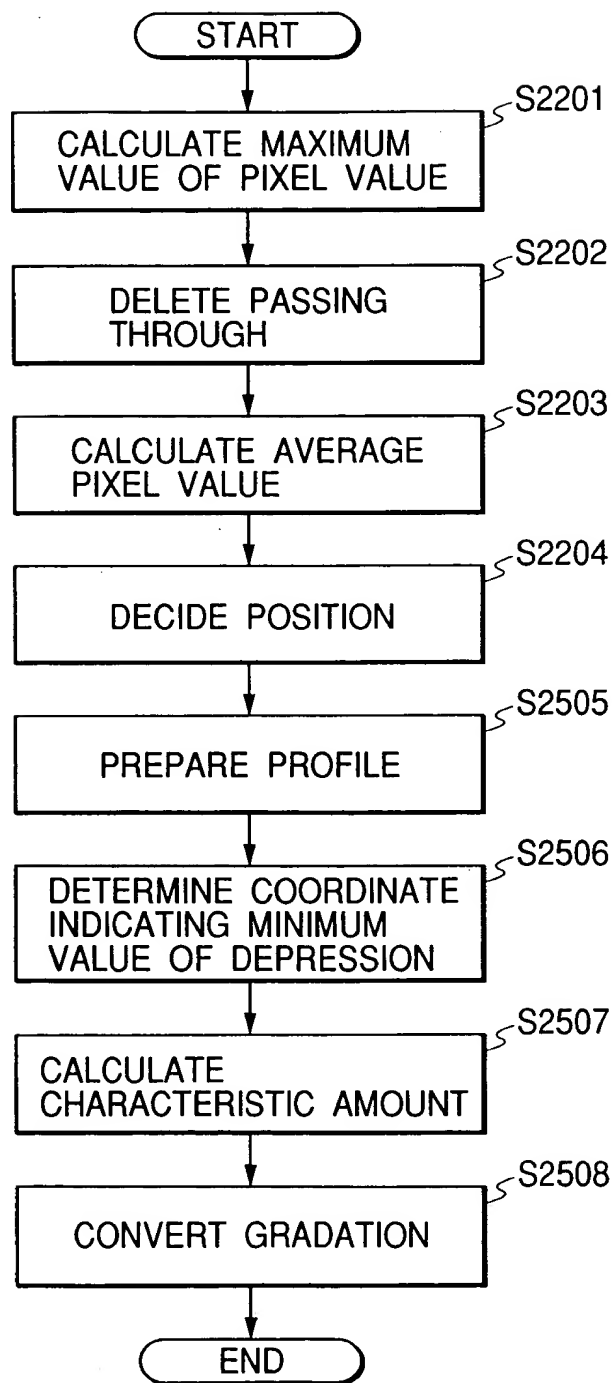 START
S2201
CALCULATE MAXIMUM
VALUE OF PIXEL VALUE
S2202
DELETE PASSING
THROUGH
S2203
CALCULATE AVERAGE
PIXEL VALUE
S2204
DECIDE POSITION
S2505
PREPARE PROFILE
S2506
DETERMINE COORDINATE
INDICATING MINIMUM
VALUE OF DEPRESSION
S2507
CALCULATE
CHARACTERISTIC AMOUNT
S2508
CONVERT GRADATION
END